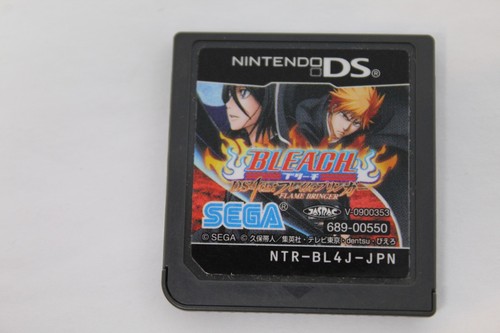 NINTENDO DS®
BLEACH
ブリーチ
DS 4th フレイム・ブリンガー
FLAME BRINGER
SEGA®
JASRAC V-0900353
689-00550
© SEGA © 久保帯人/集英社・テレビ東京・dentsu・ぴえろ
NTR-BL4J-JPN